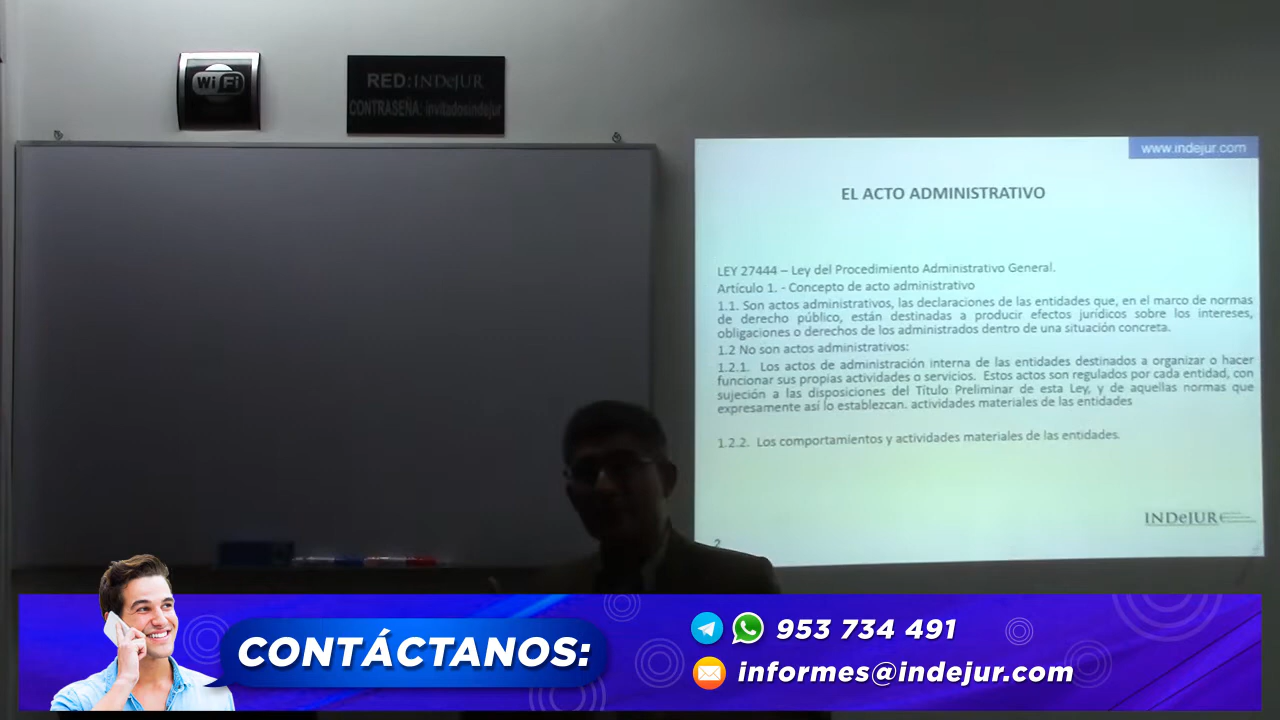 Wi Fi
RED:INDeJUR
CONTRASEÑA: invitadosindejur
www.indejur.com
EL ACTO ADMINISTRATIVO
LEY 27444 – Ley del Procedimiento Administrativo General.
Artículo 1. - Concepto de acto administrativo
1.1. Son actos administrativos, las declaraciones de las entidades que, en el marco de normas
de derecho público, están destinadas a producir efectos jurídicos sobre los intereses,
obligaciones o derechos de los administrados dentro de una situación concreta.
1.2 No son actos administrativos:
1.2.1. Los actos de administración interna de las entidades destinados a organizar o hacer
funcionar sus propias actividades o servicios. Estos actos son regulados por cada entidad, con
sujeción a las disposiciones del Título Preliminar de esta Ley, y de aquellas normas que
expresamente así lo establezcan. actividades materiales de las entidades
1.2.2. Los comportamientos y actividades materiales de las entidades.
INDeJUR
2
CONTÁCTANOS:
953 734 491
informes@indejur.com